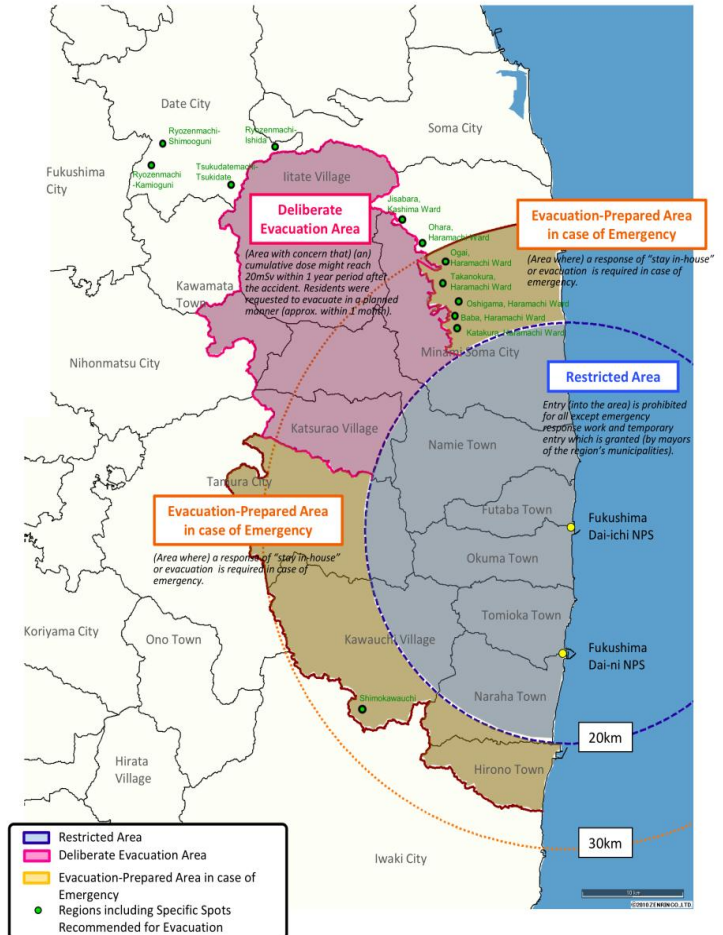 Date City
Ryozenmachi-
Shimooguni
Ryozenmachi-
Ishida
Soma City
Fukushima
City
Ryozenmachi
-Kamioguni
Tsukudatemachi-
Tsukidate
Iitate Village
Jisabara,
Kashima Ward
Deliberate
Evacuation Area
Evacuation-Prepared Area
in case of Emergency
Ohara,
Haramachi Ward
(Area with concern that) (an)
cumulative dose might reach
20mSv within 1 year period after
the accident. Residents were
requested to evacuate in a planned
manner (approx. within 1 month).
Ogai,
Haramachi Ward
(Area where) a response of "stay in-house"
or evacuation is required in case of
emergency.
Takanokura,
Haramachi Ward
Kawamata
Town
Oshigama, Haramachi Ward
Baba, Haramachi Ward
Katakura, Haramachi Ward
Nihonmatsu City
Minami Soma City
Restricted Area
Entry (into the area) is prohibited
for all except emergency
response work and temporary
entry which is granted (by mayors
of the region's municipalities).
Katsurao Village
Namie Town
Tamura City
Evacuation-Prepared Area
in case of Emergency
(Area where) a response of "stay in-house"
or evacuation is required in case of
emergency.
Futaba Town
Fukushima
Dai-ichi NPS
Okuma Town
Tomioka Town
Koriyama City
Ono Town
Kawauchi Village
Fukushima
Dai-ni NPS
Shimokawauchi
Naraha Town
20km
Hirata
Village
Hirono Town
30km
Iwaki City
Restricted Area
Deliberate Evacuation Area
Evacuation-Prepared Area in case of
Emergency
Regions including Specific Spots
Recommended for Evacuation
10 km
©2010 ZENRIN CO.,LTD.